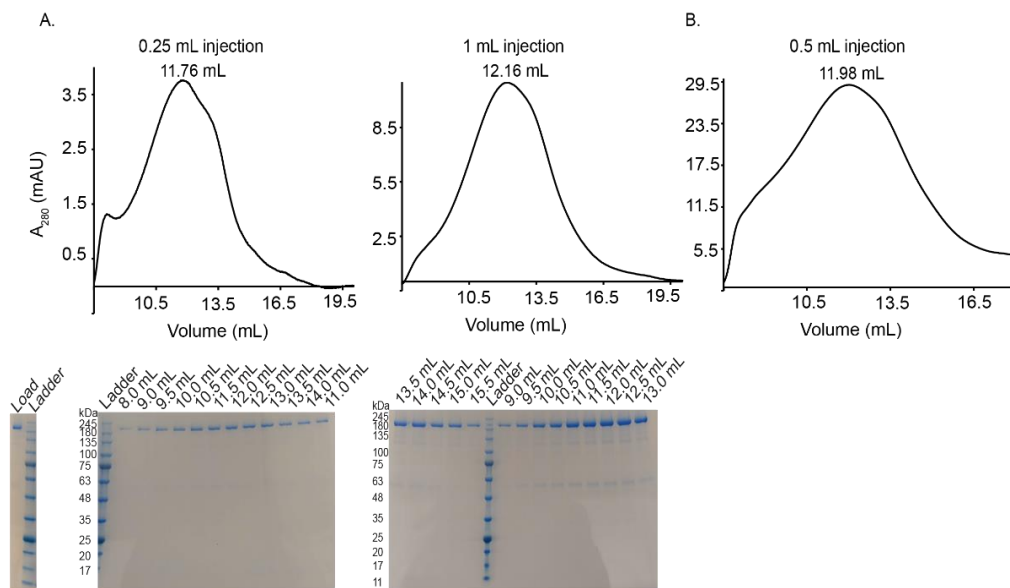 A.
B.
0.25 mL injection
11.76 mL
1 mL injection
12.16 mL
0.5 mL injection
11.98 mL
3.5
2.5
1.5
0.5
A280 (mAU)
10.5 13.5 16.5 19.5
Volume (mL)
8.5
5.5
2.5
10.5 13.5 16.5 19.5
Volume (mL)
29.5
23.5
17.5
11.5
5.5
10.5 13.5 16.5
Volume (mL)
Load
Ladder
Ladder
8.0 mL
9.0 mL
9.5 mL
10.0 mL
10.5 mL
11.5 mL
12.0 mL
12.5 mL
13.0 mL
13.5 mL
14.0 mL
11.0 mL
kDa
245
180
135
100
75
63
48
35
25
20
17
13.5 mL
14.0 mL
14.5 mL
15.0 mL
15.5 mL
Ladder
9.0 mL
9.5 mL
10.0 mL
10.5 mL
11.0 mL
11.5 mL
12.0 mL
12.5 mL
13.0 mL
kDa
245
180
135
100
75
63
48
35
25
20
17
11